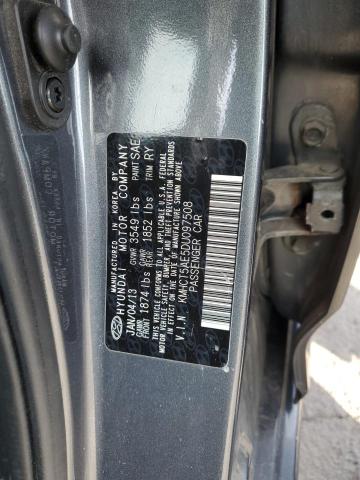 MANUFACTURED IN KOREA BY
HYUNDAI MOTOR COMPANY
JAN/04/13 GVWR 3549 lbs PAINT SAE
GAWR FRONT 1874 lbs GAWR REAR 1852 lbs TRIM RY
THIS VEHICLE CONFORMS TO ALL APPLICABLE
MOTOR VEHICLE SAFETY, BUMPER AND THEFT
U.S. FEDERAL
PREVENTION STANDARDS IN EFFECT ON THE
DATE OF MANUFACTURE SHOWN ABOVE.
V.I.N. : KMHCT5AE5DU097508
PASSENGER CAR